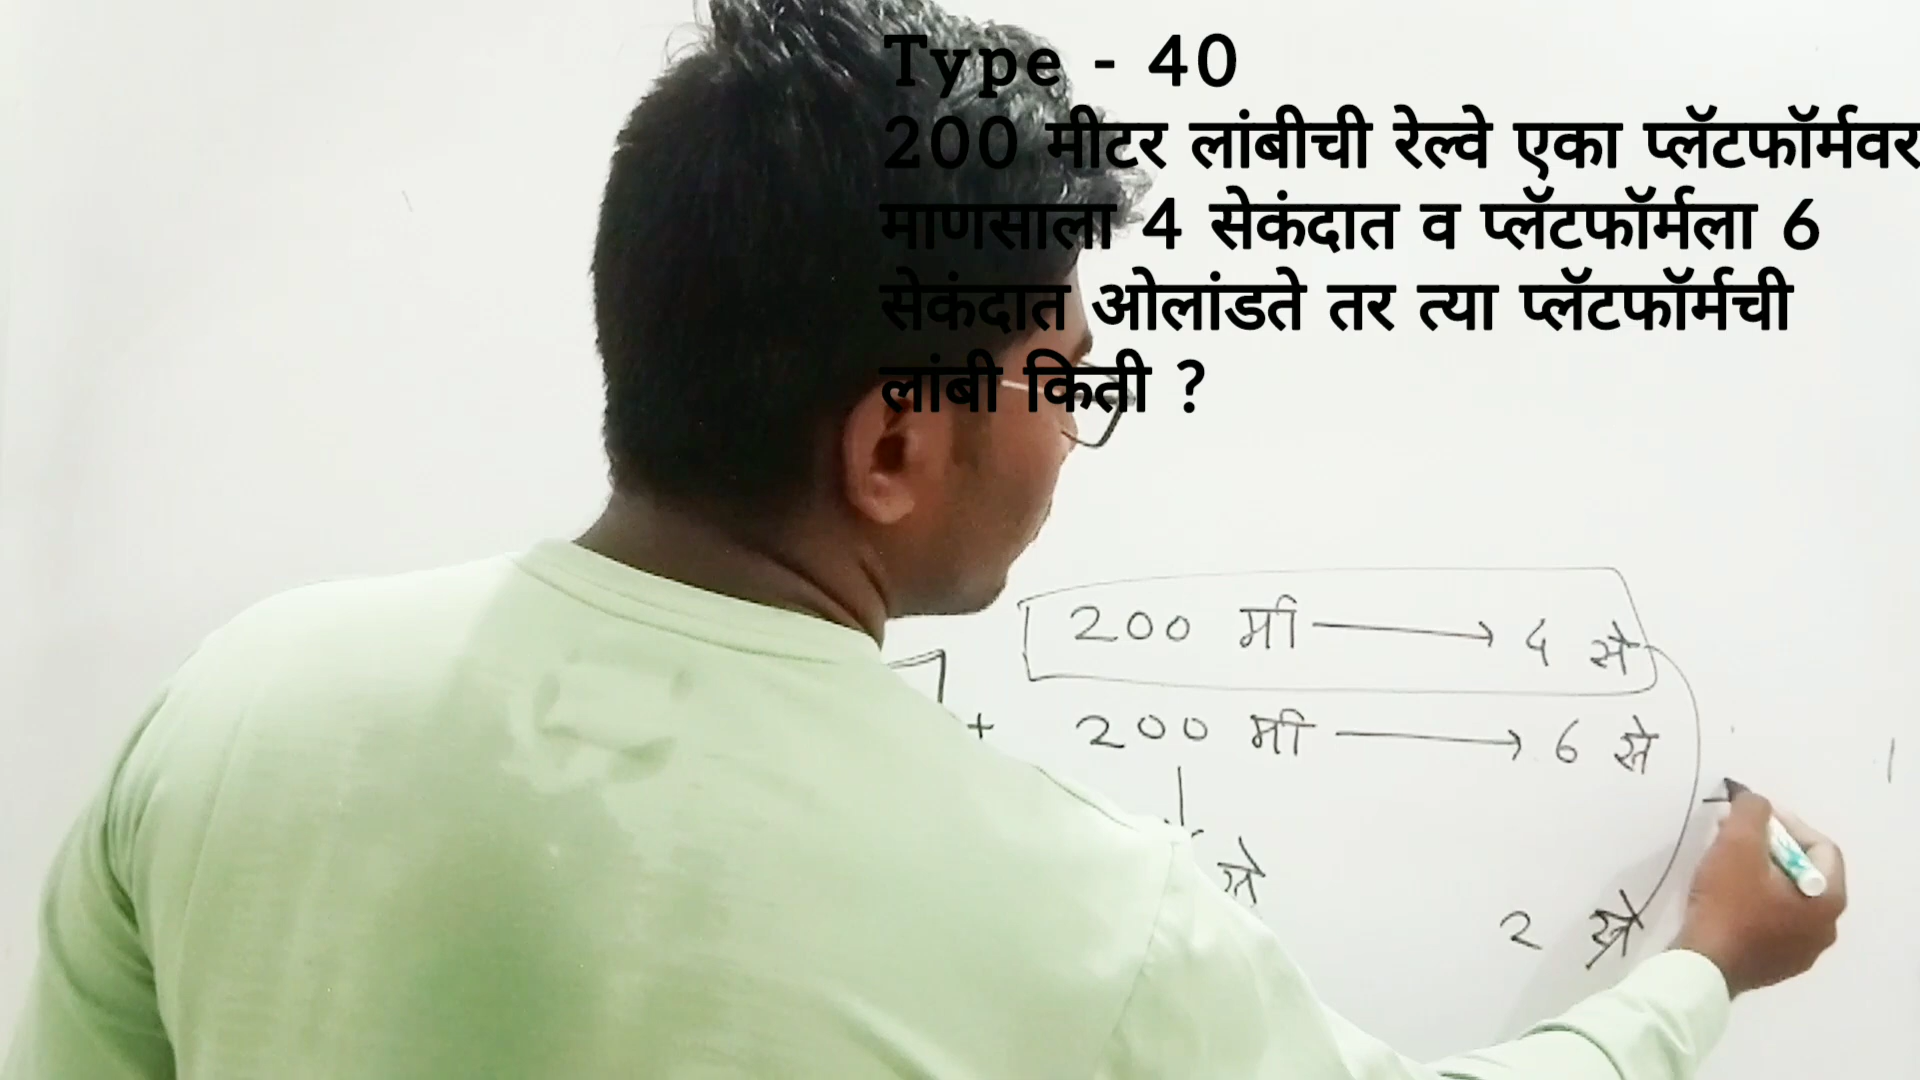 Type - 40
200 मीटर लांबीची रेल्वे एका प्लॅटफॉर्मवर
माणसाला 4 सेकंदात व प्लॅटफॉर्मला 6
सेकंदात ओलांडते तर त्या प्लॅटफॉर्मची
लांबी किती ?
200 मी → 4 से
+ 200 मी → 6 से
से
2 से